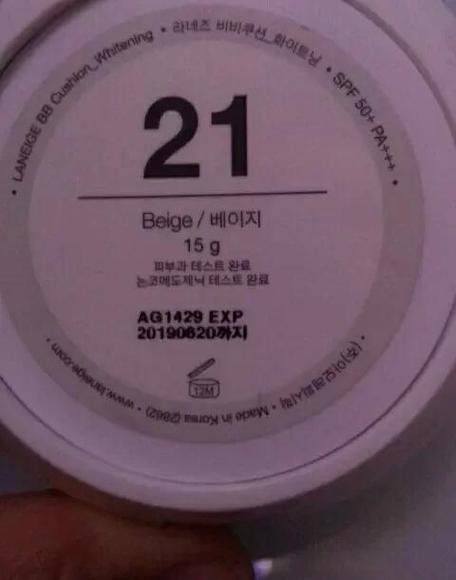 • LANEIGE BB Cushion_Whitening • 라네즈 비비쿠션_화이트닝 • SPF 50+ PA+++ •
21
Beige / 베이지
15 g
피부과 테스트 완료
논코메도제닉 테스트 완료
AG1429 EXP
20190620까지
12M
• (주)아모레퍼시픽 • Made in Korea (2862) • www.laneige.com •